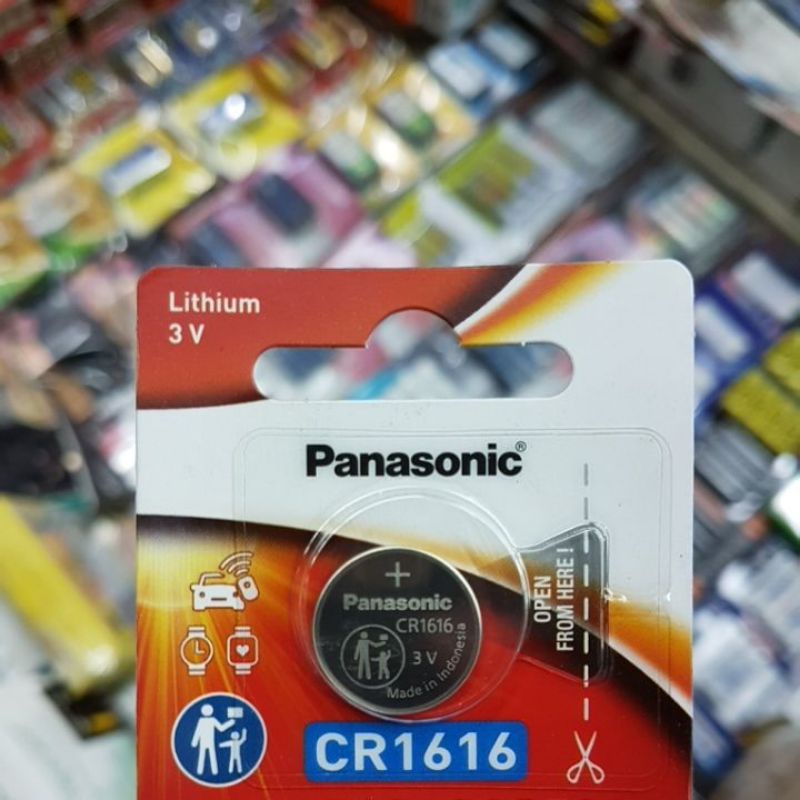 Lithium
3 V
Panasonic®
OPEN
FROM HERE!
+
Panasonic
CR1616
3 V
Made in Indonesia
CR1616